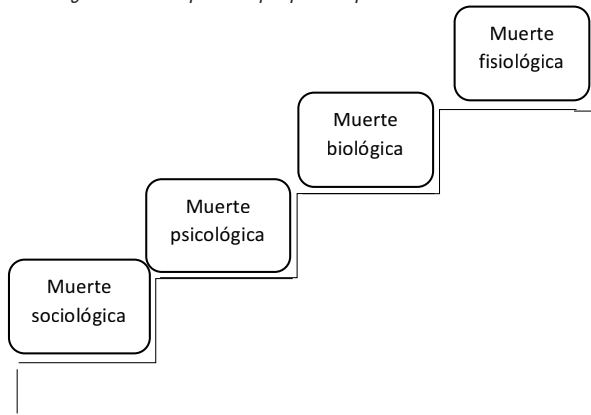 Muerte
fisiológica
Muerte
biológica
Muerte
psicológica
Muerte
sociológica